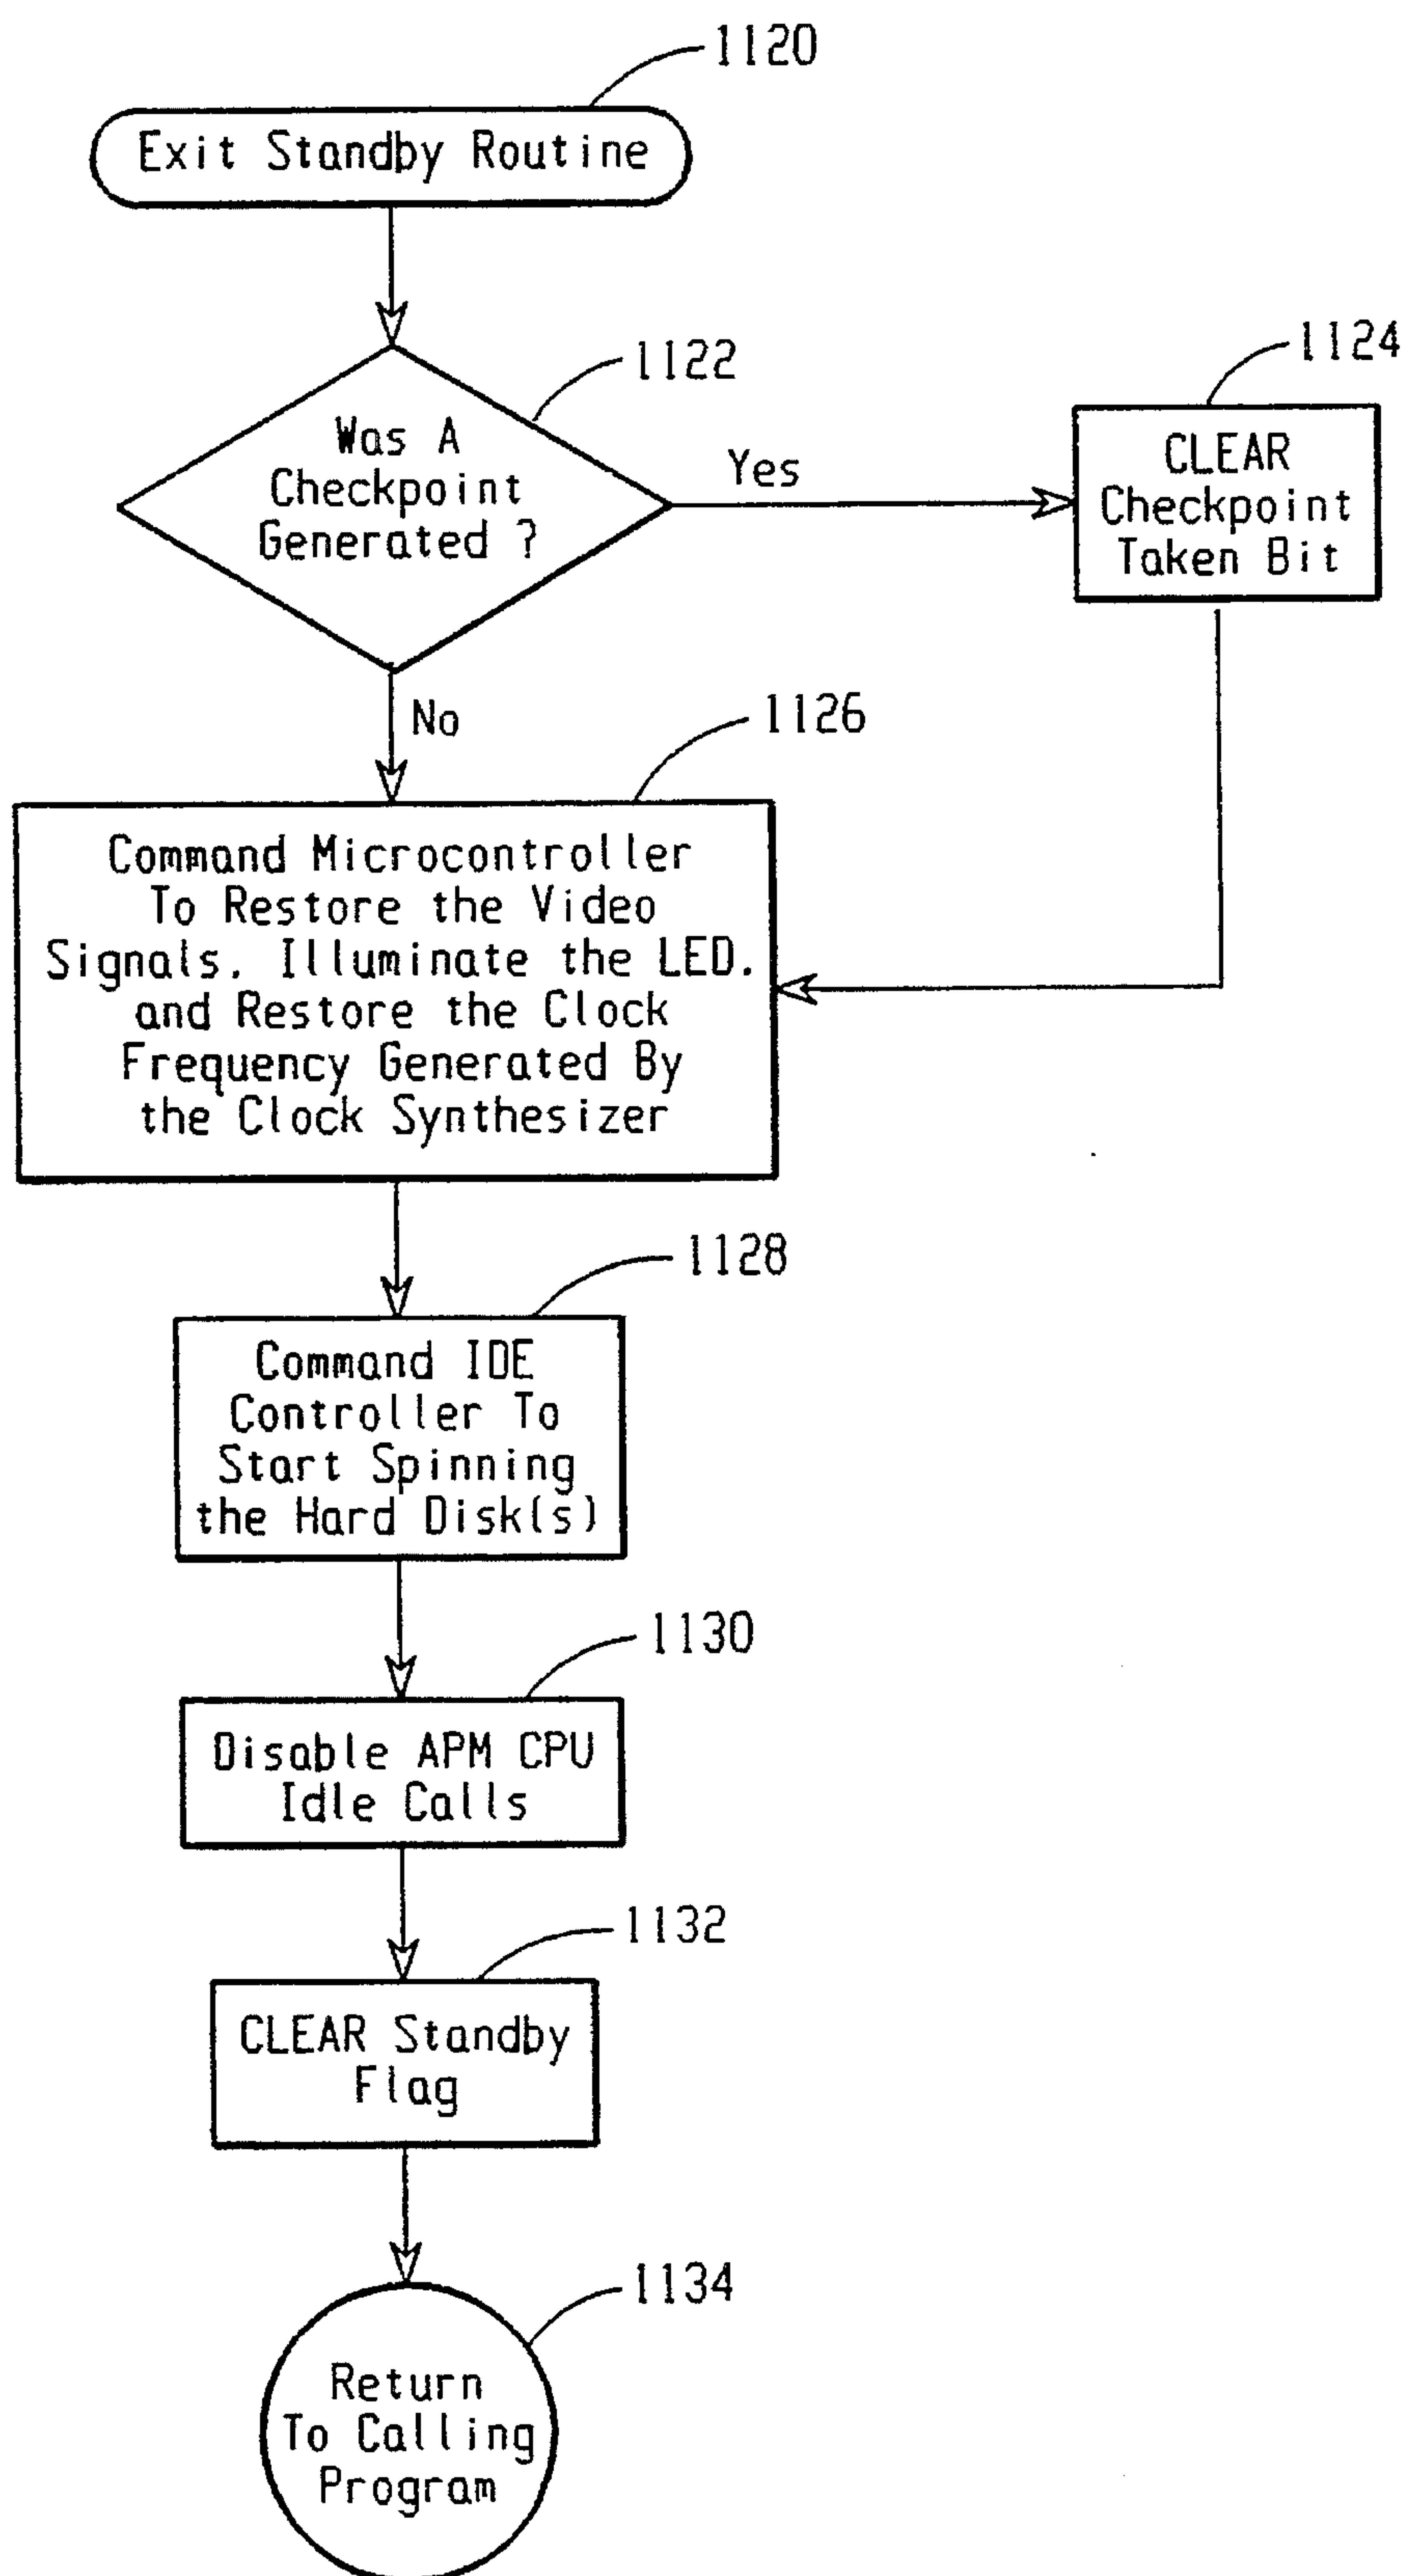 1120
Exit Standby Routine
1122
Was A
Checkpoint
Generated ?
Yes
1124
CLEAR
Checkpoint
Taken Bit
No
1126
Command Microcontroller
To Restore the Video
Signals, Illuminate the LED,
and Restore the Clock
Frequency Generated By
the Clock Synthesizer
1128
Command IDE
Controller To
Start Spinning
the Hard Disk(s)
1130
Disable APM CPU
Idle Calls
1132
CLEAR Standby
Flag
1134
Return
To Calling
Program